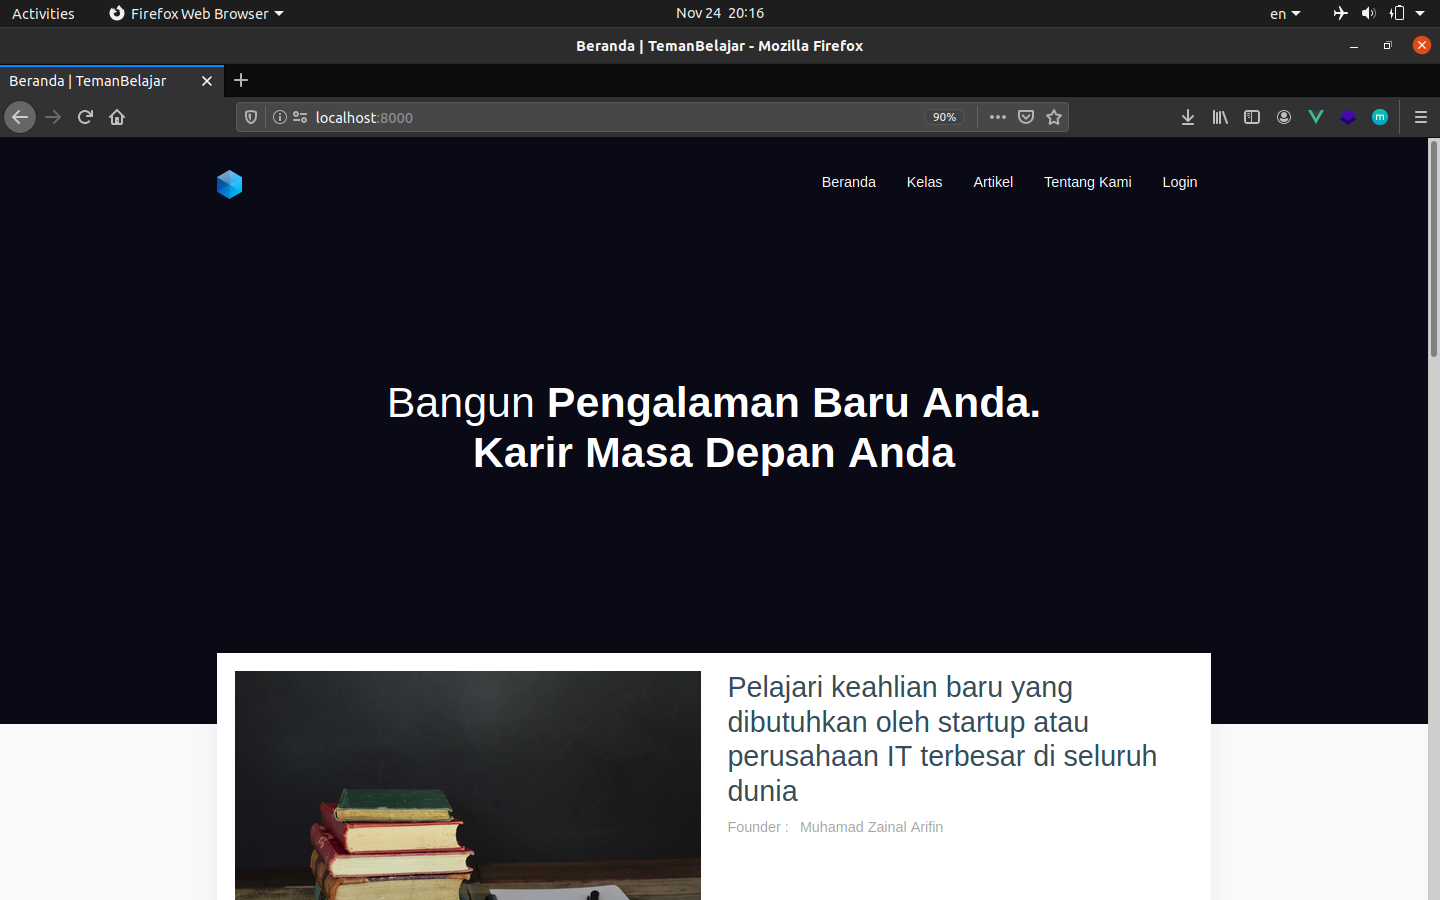 Activities Firefox Web Browser Nov 24 20:16 en
Beranda | TemanBelajar - Mozilla Firefox
Beranda | TemanBelajar
localhost:8000 90%
m
Beranda Kelas Artikel Tentang Kami Login
Bangun Pengalaman Baru Anda.
Karir Masa Depan Anda
Pelajari keahlian baru yang
dibutuhkan oleh startup atau
perusahaan IT terbesar di seluruh
dunia
Founder : Muhamad Zainal Arifin